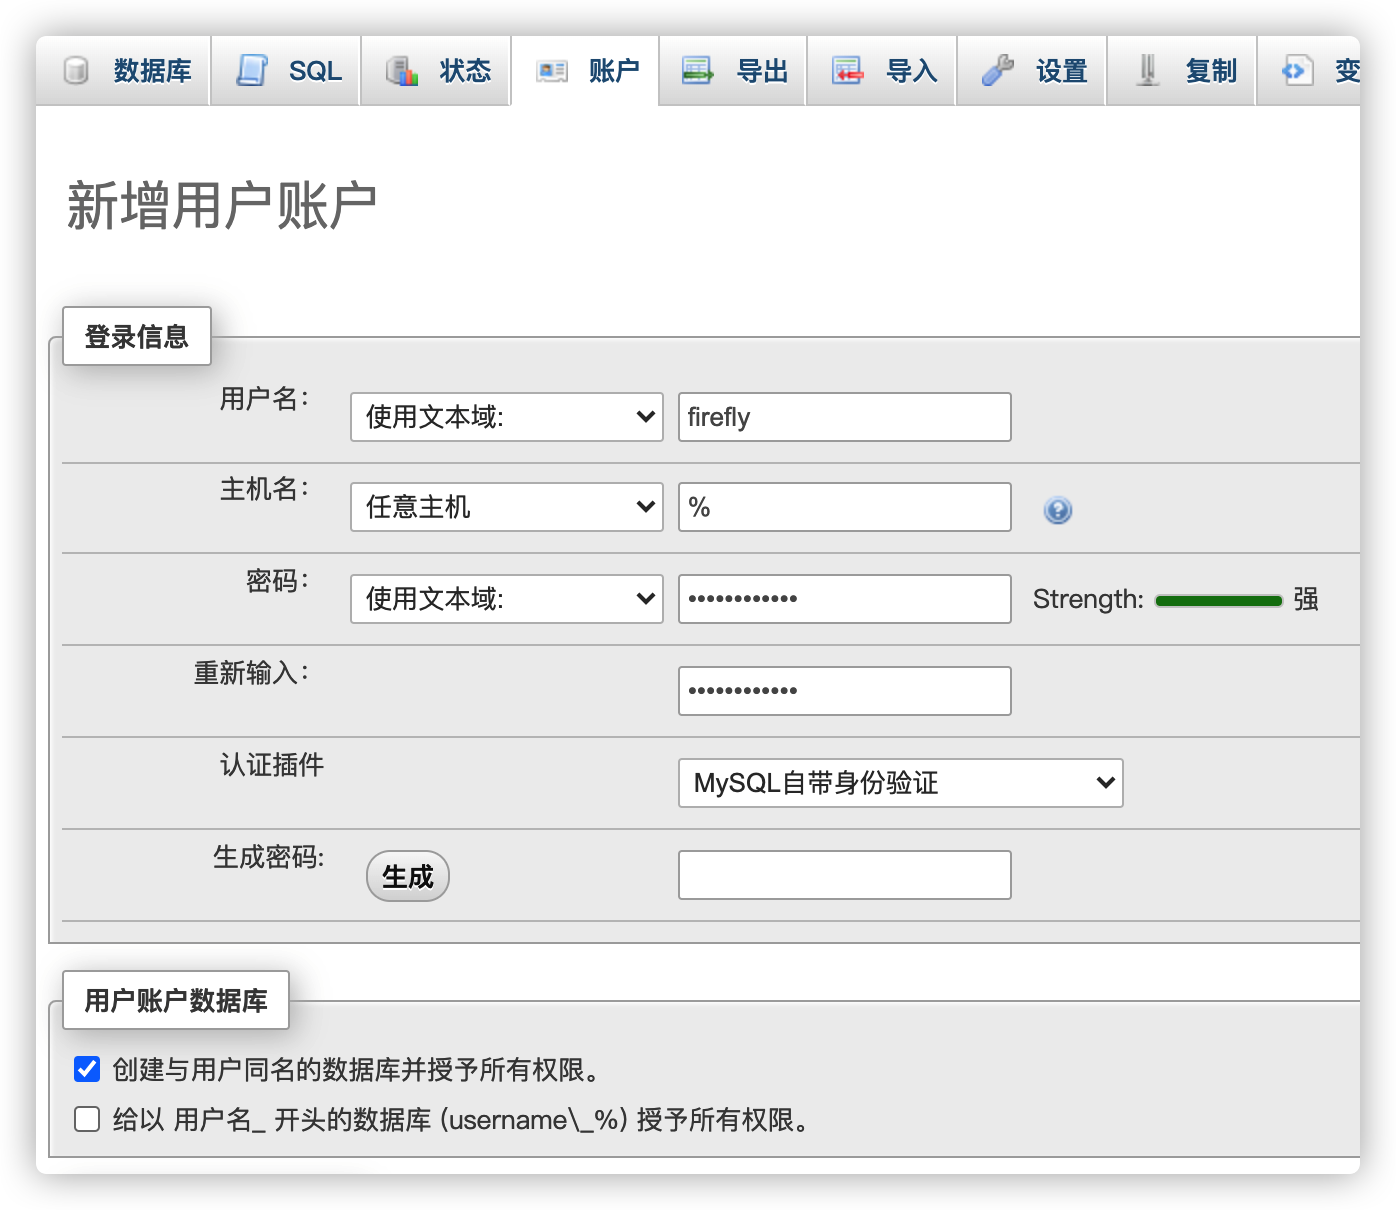 数据库 SQL 状态 账户 导出 导入 设置 复制 变
新增用户账户
登录信息
用户名： 使用文本域: firefly
主机名： 任意主机 %
密码： 使用文本域: •••••••••••• Strength: 强
重新输入： ••••••••••••
认证插件 MySQL自带身份验证
生成密码: 生成
用户账户数据库
创建与用户同名的数据库并授予所有权限。
给以 用户名_ 开头的数据库 (username\_%) 授予所有权限。